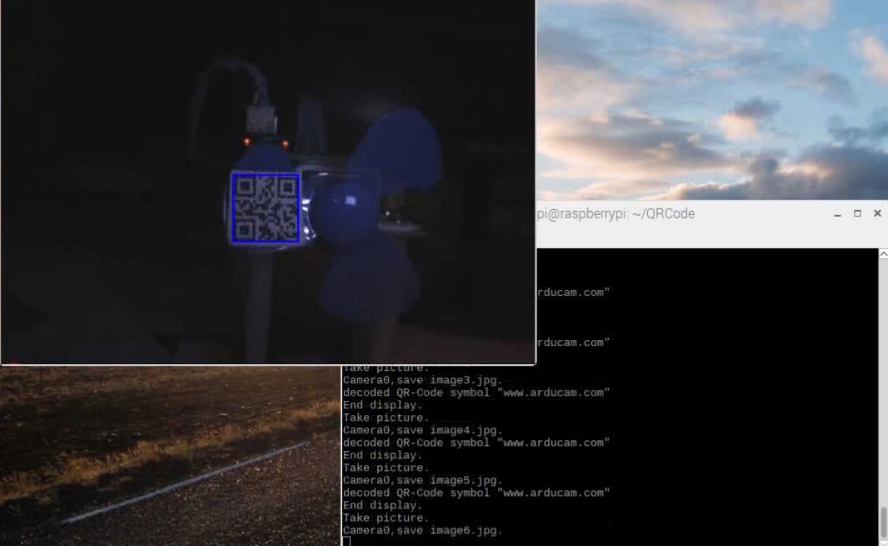 pi@raspberrypi: ~/QRCode
rducam.com"
rducam.com"
Take picture.
Camera0,save image3.jpg.
decoded QR-Code symbol "www.arducam.com"
End display.
Take picture.
Camera0,save image4.jpg.
decoded QR-Code symbol "www.arducam.com"
End display.
Take picture.
Camera0,save image5.jpg.
decoded QR-Code symbol "www.arducam.com"
End display.
Take picture.
Camera0,save image6.jpg.